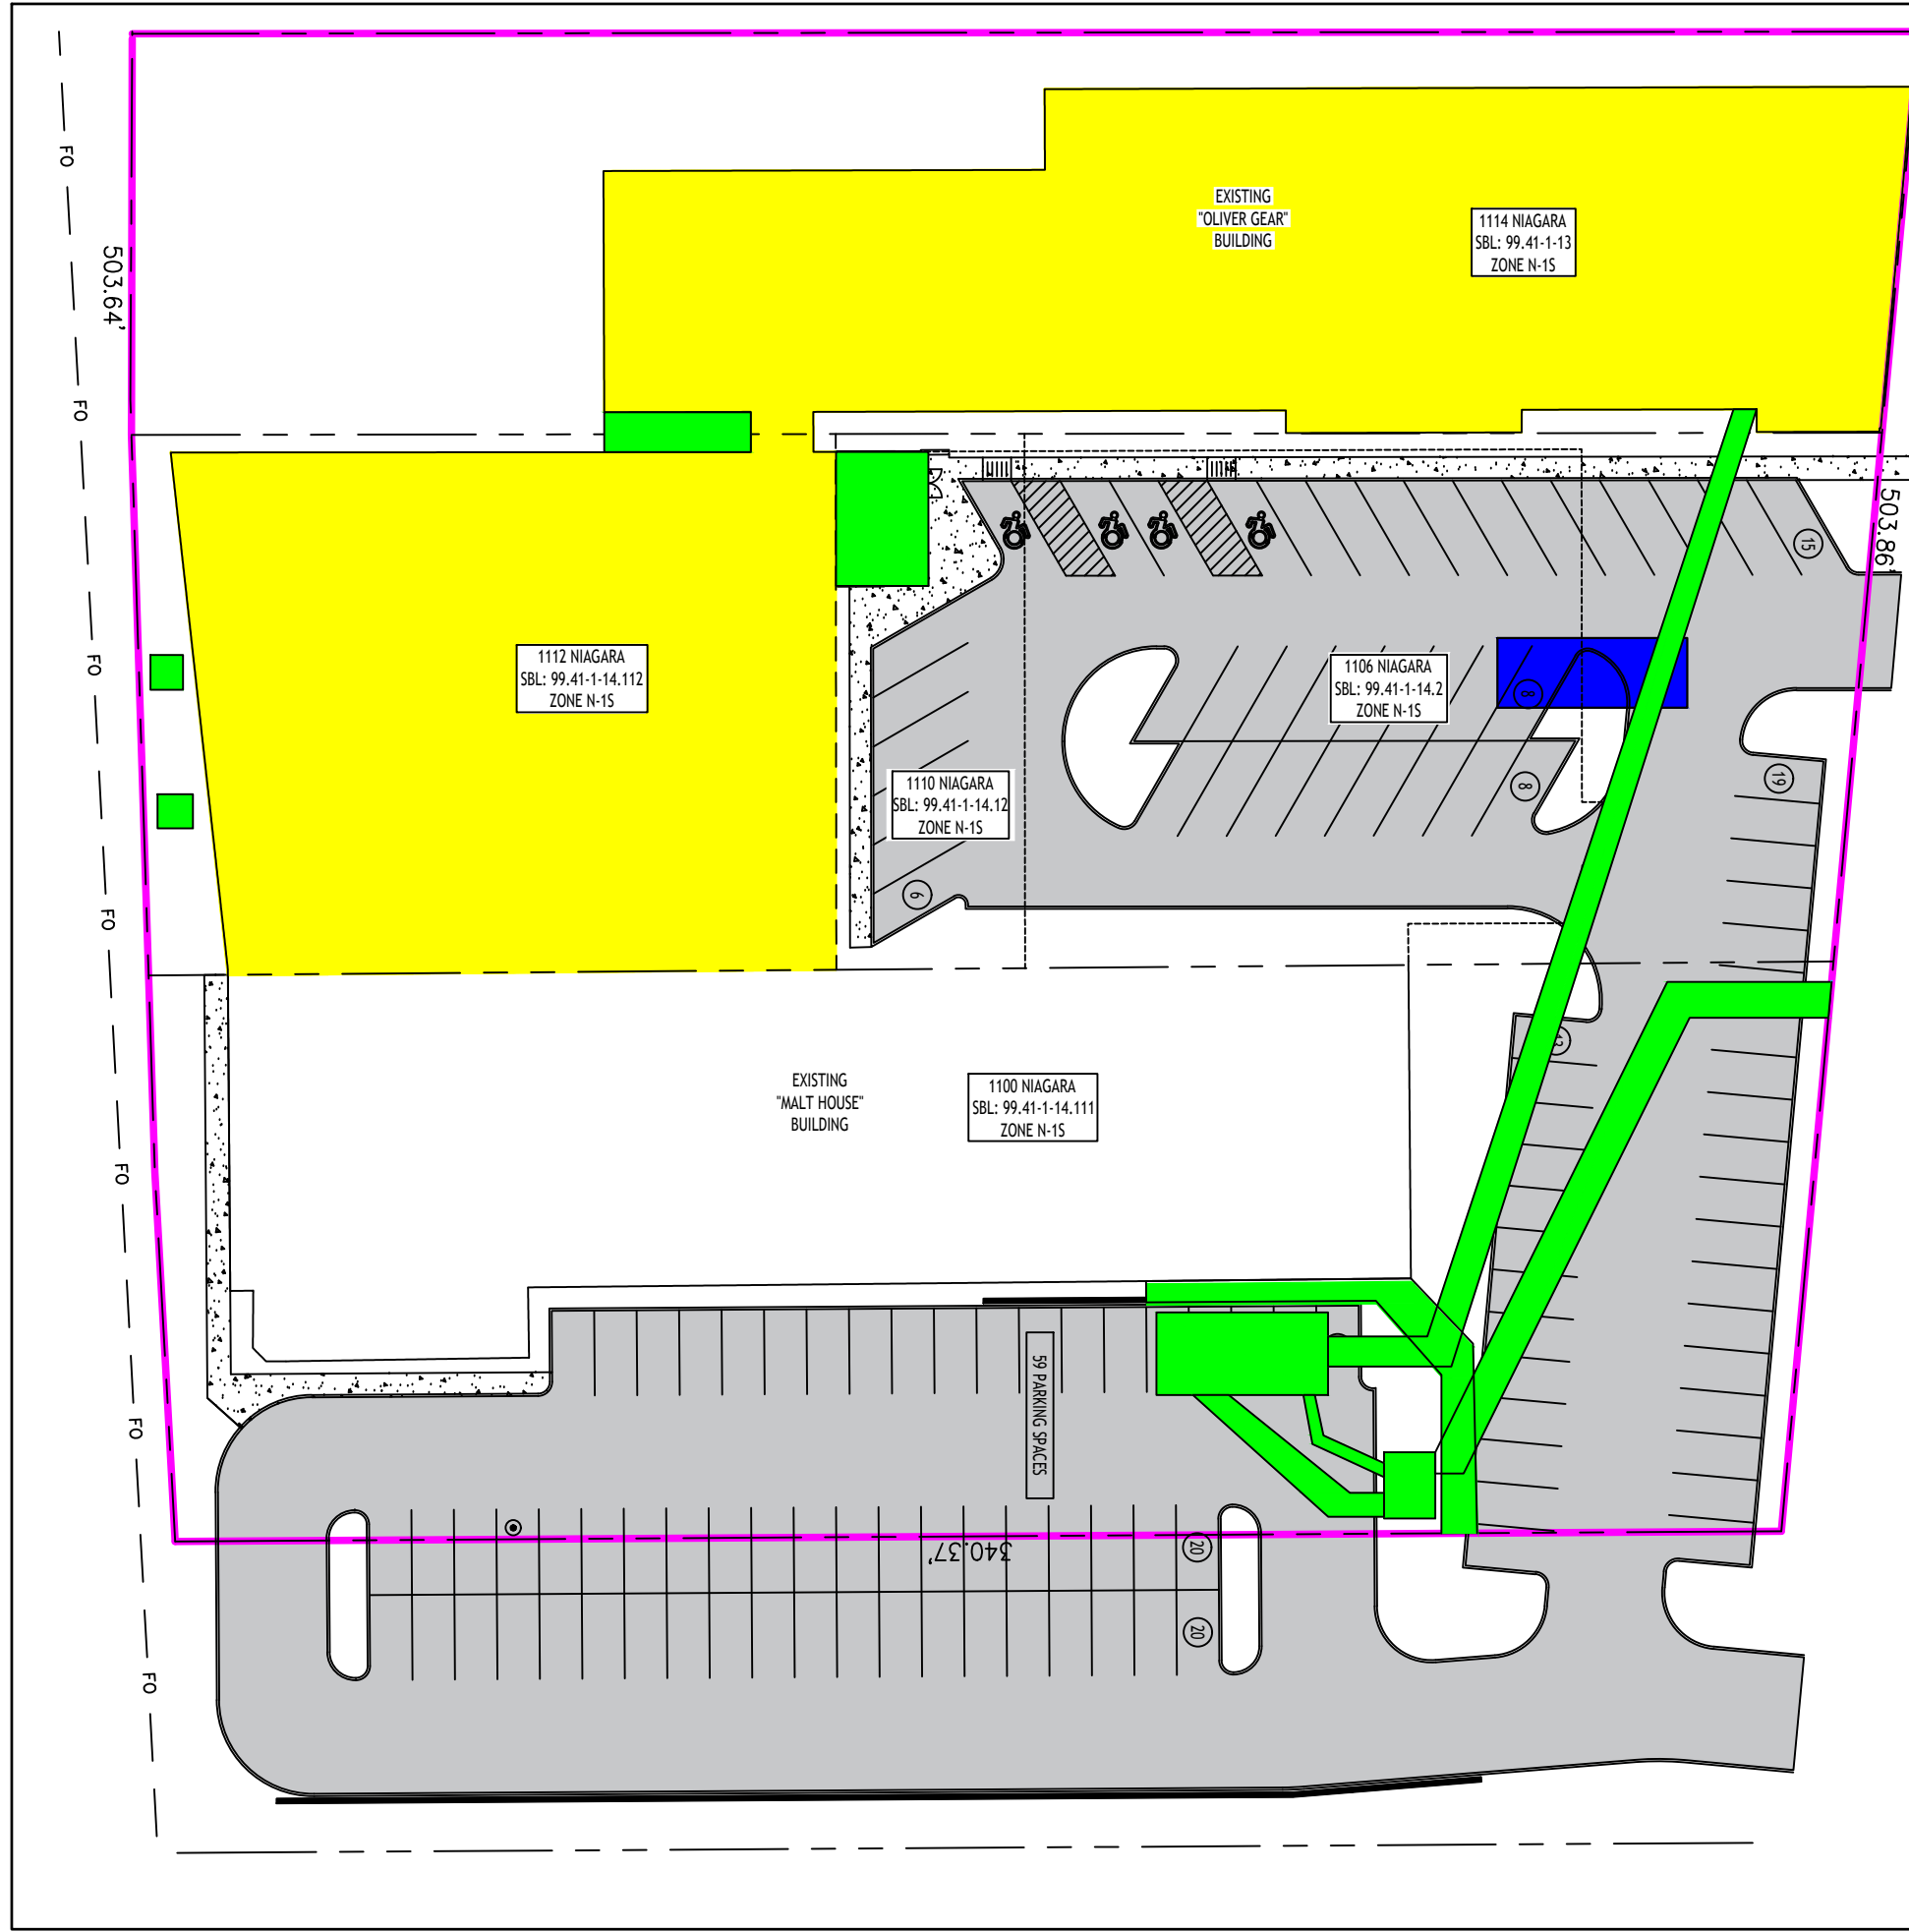 EXISTING
"OLIVER GEAR"
BUILDING
1114 NIAGARA
SBL: 99.41-1-13
ZONE N-1S
FO
503.64'
FO
503.86'
15
FO
1112 NIAGARA
SBL: 99.41-1-14.112
ZONE N-1S
1106 NIAGARA
SBL: 99.41-1-14.2
ZONE N-1S
8
8
19
1110 NIAGARA
SBL: 99.41-1-14.12
ZONE N-1S
6
FO
FO
EXISTING
"MALT HOUSE"
BUILDING
1100 NIAGARA
SBL: 99.41-1-14.111
ZONE N-1S
FO
59 PARKING SPACES
FO
340.37'
20
20
FO